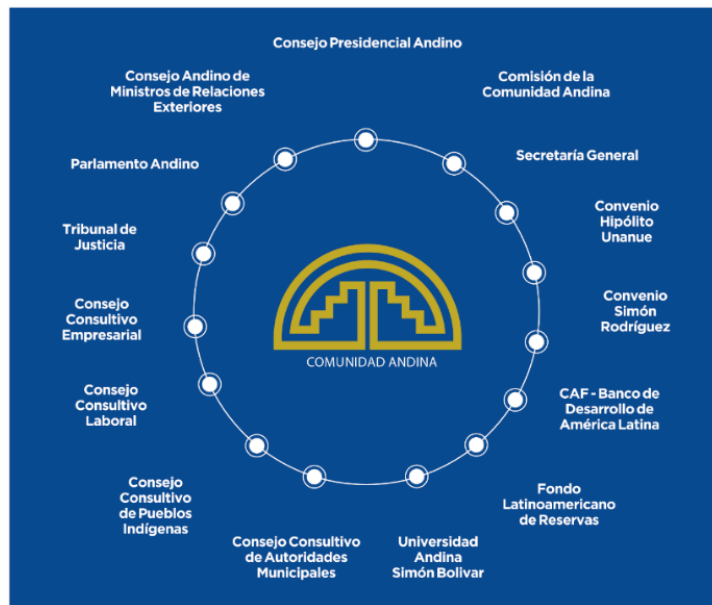 Consejo Presidencial Andino
Consejo Andino de
Ministros de Relaciones
Exteriores
Comisión de la
Comunidad Andina
Parlamento Andino
Secretaría General
Tribunal de
Justicia
Convenio
Hipólito
Unanue
Consejo
Consultivo
Empresarial
Convenio
Simón
Rodríguez
COMUNIDAD ANDINA
Consejo
Consultivo
Laboral
CAF - Banco de
Desarrollo de
América Latina
Consejo
Consultivo
de Pueblos
Indígenas
Fondo
Latinoamericano
de Reservas
Consejo Consultivo
de Autoridades
Municipales
Universidad
Andina
Simón Bolivar